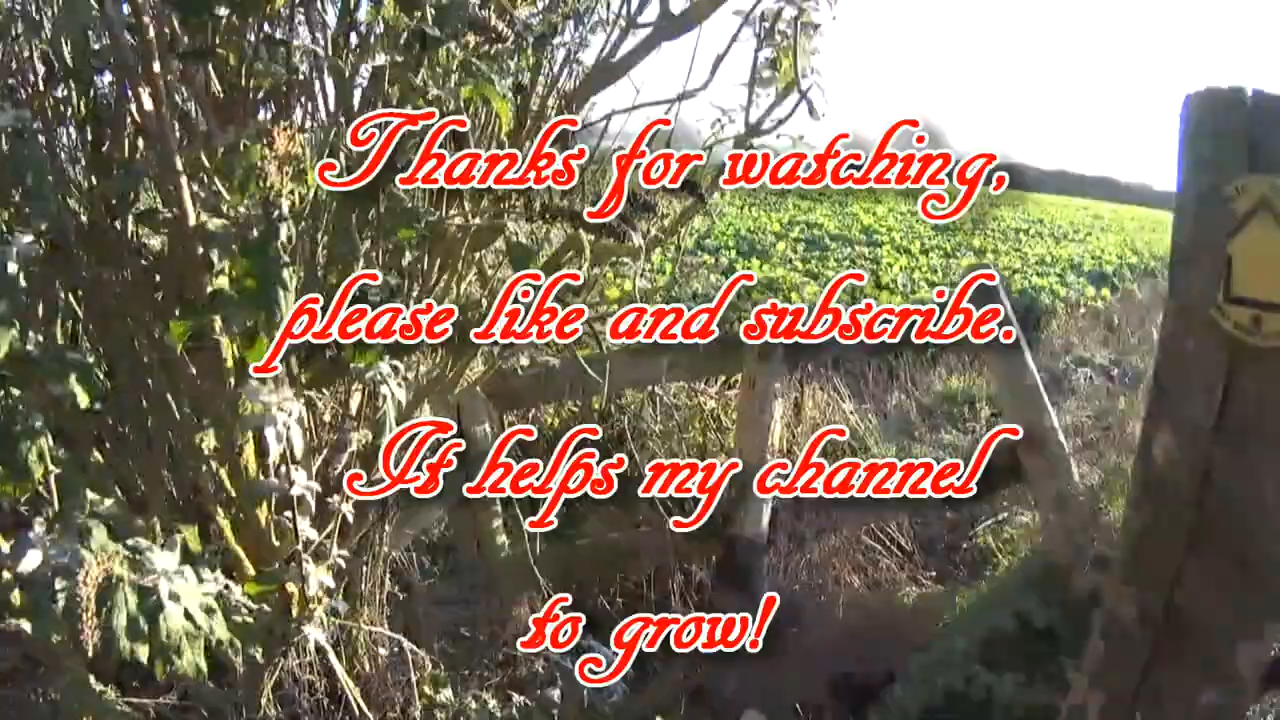 Thanks for watching,
please like and subscribe.
It helps my channel
to grow!